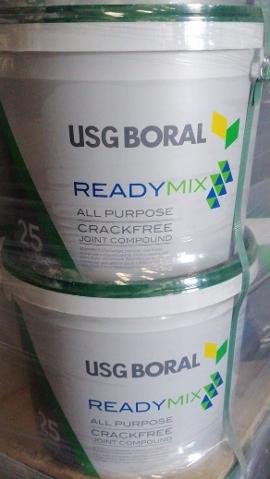 USG BORAL
READYMIX
ALL PURPOSE
CRACKFREE
JOINT COMPOUND
25
USG BORAL
READYMIX
ALL PURPOSE
CRACKFREE
JOINT COMPOUND
25